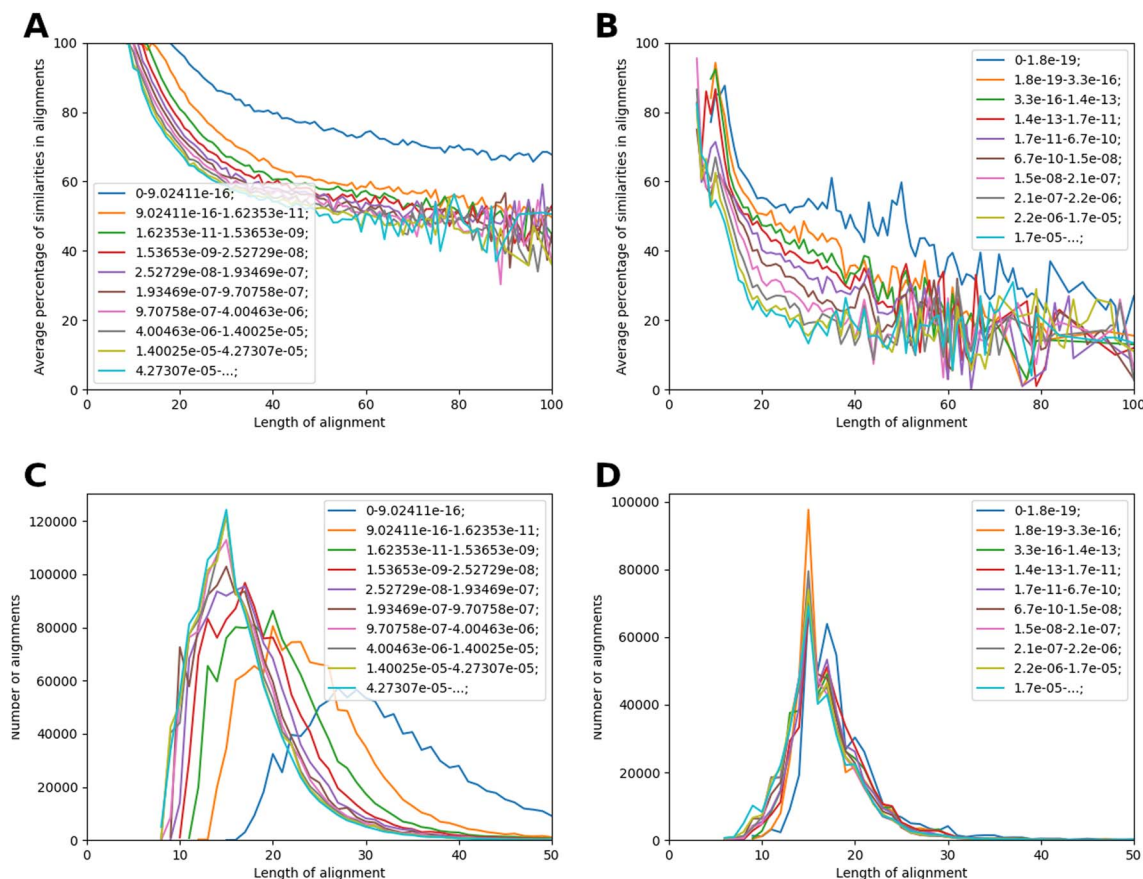 A
100
80
60
40
20
0
Average percentage of similarities in alignments
0-9.02411e-16;
9.02411e-16-1.62353e-11;
1.62353e-11-1.53653e-09;
1.53653e-09-2.52729e-08;
2.52729e-08-1.93469e-07;
1.93469e-07-9.70758e-07;
9.70758e-07-4.00463e-06;
4.00463e-06-1.40025e-05;
1.40025e-05-4.27307e-05;
4.27307e-05-...;
0 20 40 60 80 100
Length of alignment
B
100
80
60
40
20
0
Average percentage of similarities in alignments
0-1.8e-19;
1.8e-19-3.3e-16;
3.3e-16-1.4e-13;
1.4e-13-1.7e-11;
1.7e-11-6.7e-10;
6.7e-10-1.5e-08;
1.5e-08-2.1e-07;
2.1e-07-2.2e-06;
2.2e-06-1.7e-05;
1.7e-05-...;
0 20 40 60 80 100
Length of alignment
C
120000
100000
80000
60000
40000
20000
0
Number of alignments
0-9.02411e-16;
9.02411e-16-1.62353e-11;
1.62353e-11-1.53653e-09;
1.53653e-09-2.52729e-08;
2.52729e-08-1.93469e-07;
1.93469e-07-9.70758e-07;
9.70758e-07-4.00463e-06;
4.00463e-06-1.40025e-05;
1.40025e-05-4.27307e-05;
4.27307e-05-...;
0 10 20 30 40 50
Length of alignment
D
100000
80000
60000
40000
20000
0
Number of alignments
0-1.8e-19;
1.8e-19-3.3e-16;
3.3e-16-1.4e-13;
1.4e-13-1.7e-11;
1.7e-11-6.7e-10;
6.7e-10-1.5e-08;
1.5e-08-2.1e-07;
2.1e-07-2.2e-06;
2.2e-06-1.7e-05;
1.7e-05-...;
0 10 20 30 40 50
Length of alignment